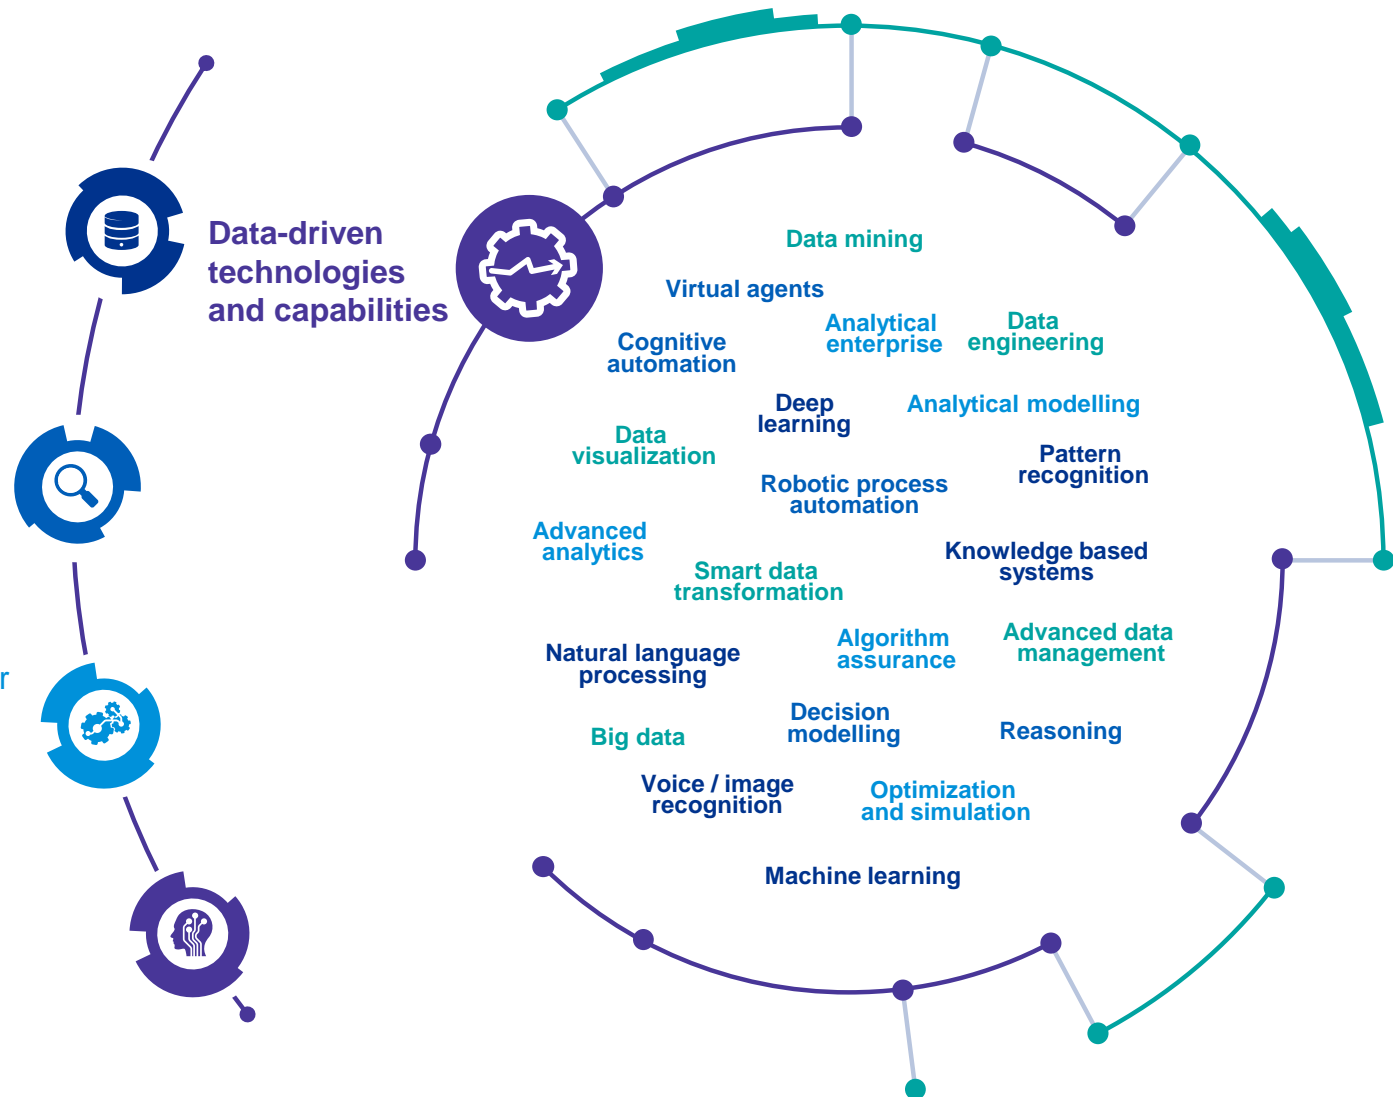 Data-driven
technologies
and capabilities
Data mining
Virtual agents
Analytical
enterprise
Data
engineering
Cognitive
automation
Deep
learning
Analytical modelling
Data
visualization
Pattern
recognition
Robotic process
automation
Advanced
analytics
Knowledge based
systems
Smart data
transformation
Algorithm
assurance
Advanced data
management
Natural language
processing
r
Decision
modelling
Reasoning
Big data
Voice / image
recognition
Optimization
and simulation
Machine learning